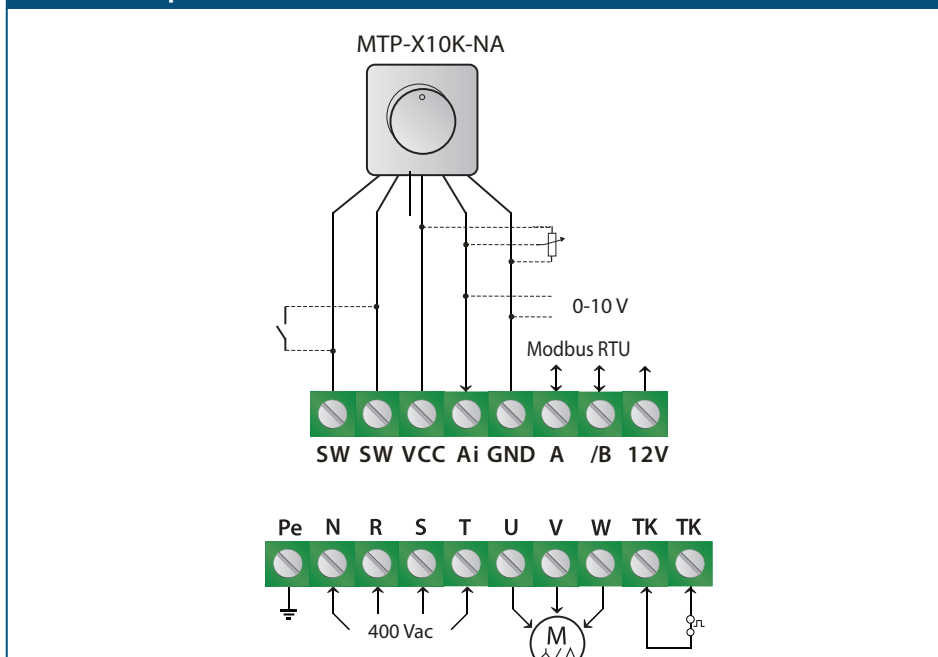 MTP-X10K-NA
0-10 V
Modbus RTU
SW SW VCC Ai GND A /B 12V
Pe N R S T U V W TK TK
400 Vac
M